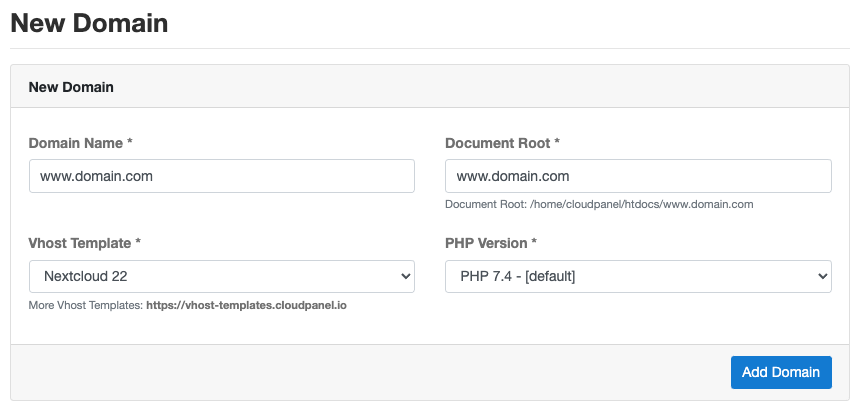 New Domain
New Domain
Domain Name *
Document Root *
www.domain.com
www.domain.com
Document Root: /home/cloudpanel/htdocs/www.domain.com
Vhost Template *
PHP Version *
Nextcloud 22
PHP 7.4 - [default]
More Vhost Templates: https://vhost-templates.cloudpanel.io
Add Domain